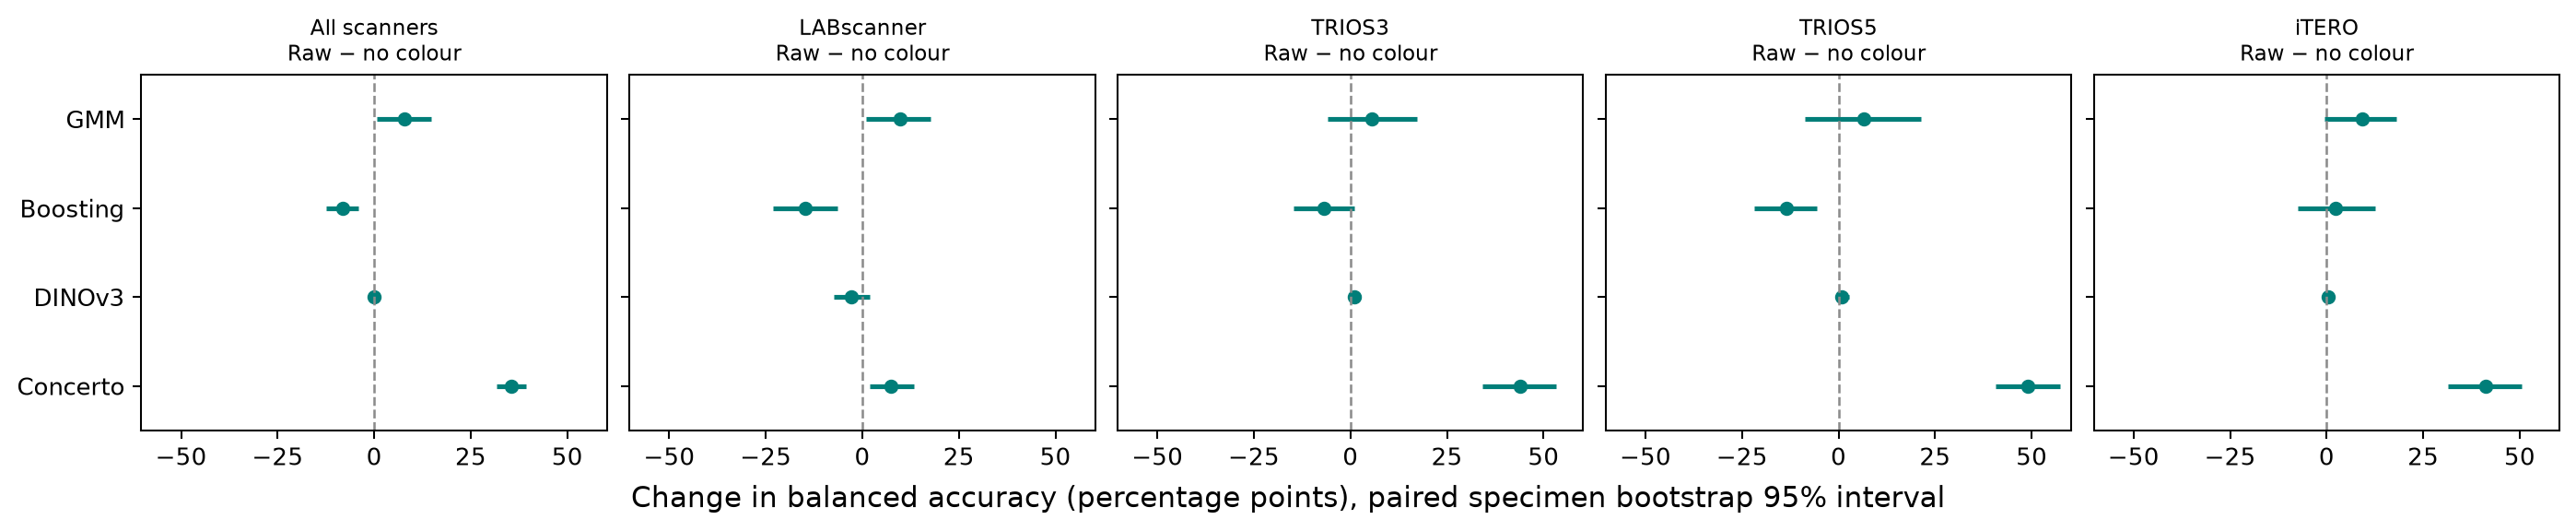 All scanners
Raw − no colour
LABscanner
Raw − no colour
TRIOS3
Raw − no colour
TRIOS5
Raw − no colour
iTERO
Raw − no colour
GMM
Boosting
DINOv3
Concerto
−50 −25 0 25 50
−50 −25 0 25 50
−50 −25 0 25 50
−50 −25 0 25 50
−50 −25 0 25 50
Change in balanced accuracy (percentage points), paired specimen bootstrap 95% interval